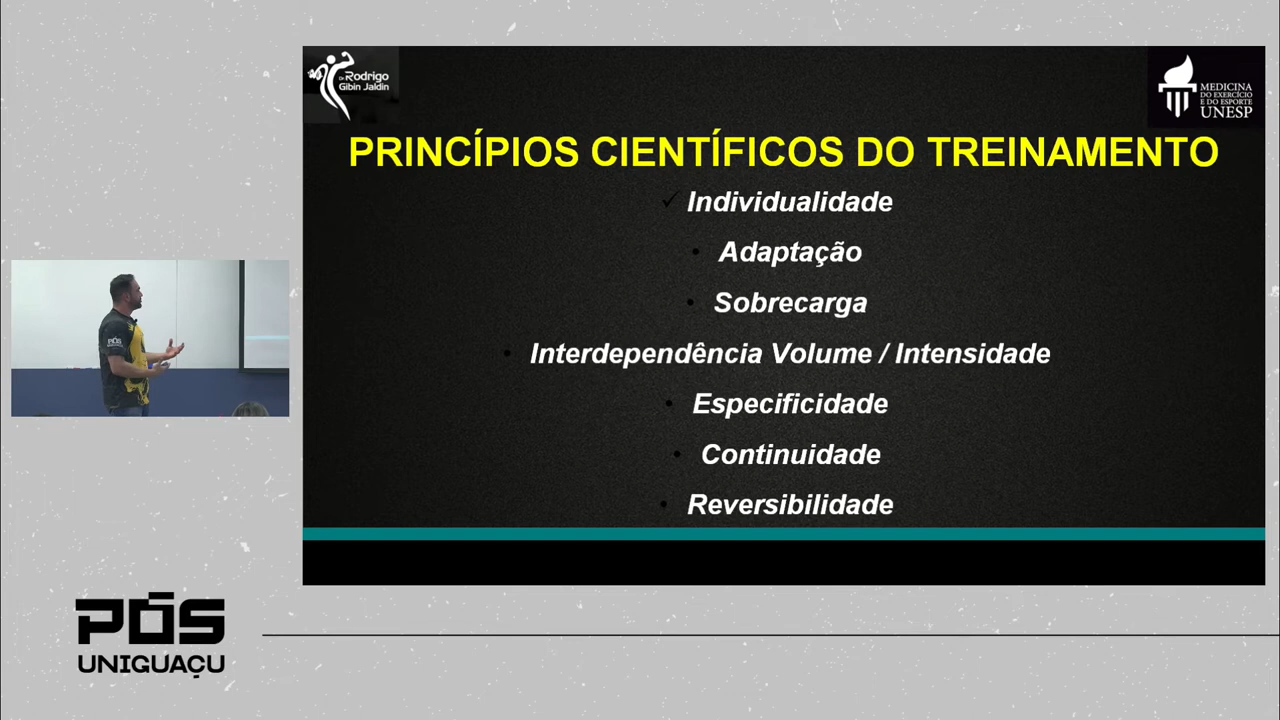 Dr. Rodrigo
Gibin Jaldin
MEDICINA
DO EXERCÍCIO
E DO ESPORTE
UNESP
PRINCÍPIOS CIENTÍFICOS DO TREINAMENTO
✓ Individualidade
• Adaptação
• Sobrecarga
• Interdependência Volume / Intensidade
• Especificidade
• Continuidade
• Reversibilidade
PÓS
PÓS
UNIGUAÇU